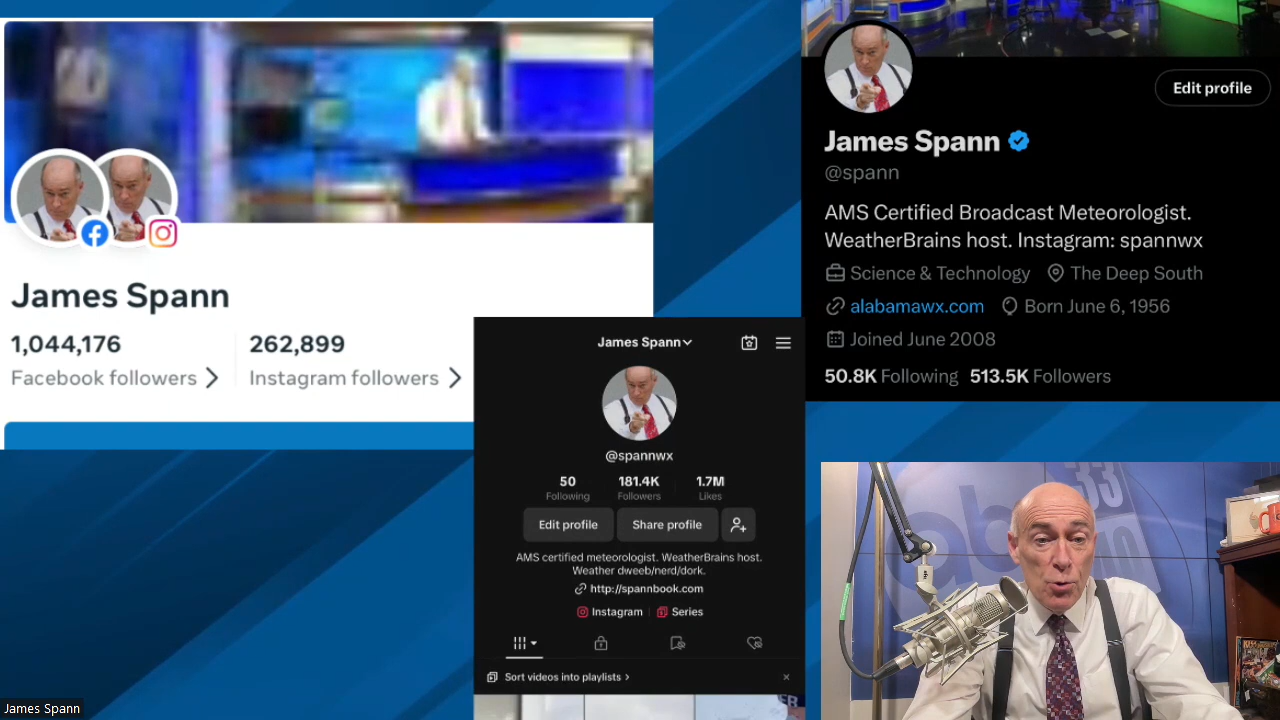 James Spann
1,044,176
Facebook followers
262,899
Instagram followers
Edit profile
James Spann
@spann
AMS Certified Broadcast Meteorologist.
WeatherBrains host. Instagram: spannwx
Science & Technology The Deep South
alabamawx.com Born June 6, 1956
Joined June 2008
50.8K Following 513.5K Followers
James Spann
@spannwx
50 181.4K 1.7M
Following Followers Likes
Edit profile Share profile
AMS certified meteorologist. WeatherBrains host.
Weather dweeb/nerd/dork.
http://spannbook.com
Instagram Series
Sort videos into playlists
abc 33
James Spann